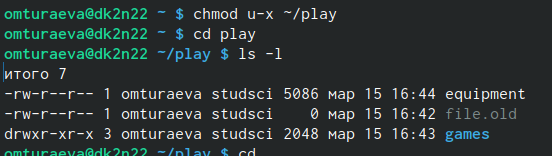 omturaeva@dk2n22 ~ $ chmod u-x ~/play
omturaeva@dk2n22 ~ $ cd play
omturaeva@dk2n22 ~/play $ ls -l
итого 7
-rw-r--r-- 1 omturaeva studsci 5086 мар 15 16:44 equipment
-rw-r--r-- 1 omturaeva studsci    0 мар 15 16:42 file.old
drwxr-xr-x 3 omturaeva studsci 2048 мар 15 16:43 games
omturaeva@dk2n22 ~/play $ cd